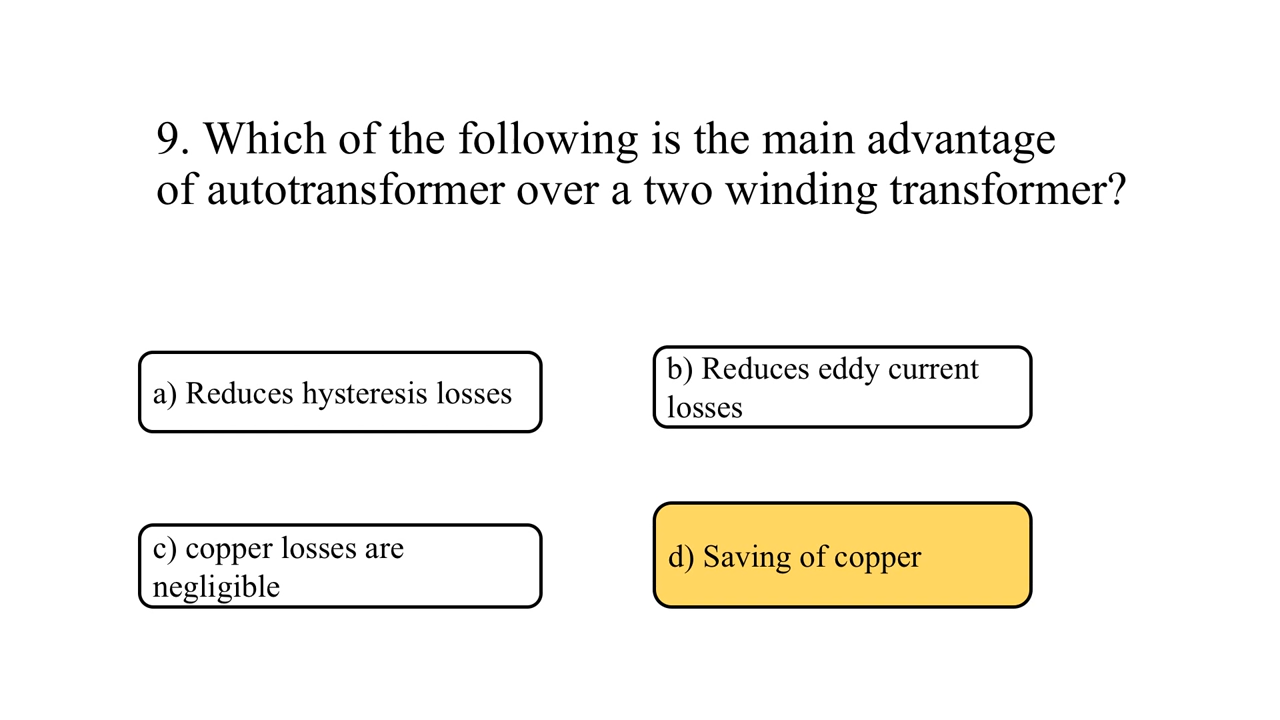 9. Which of the following is the main advantage
of autotransformer over a two winding transformer?
a) Reduces hysteresis losses
b) Reduces eddy current
losses
c) copper losses are
negligible
d) Saving of copper